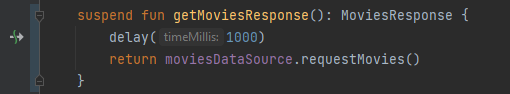 suspend fun getMoviesResponse(): MoviesResponse {
delay( timeMillis: 1000)
return moviesDataSource.requestMovies()
}